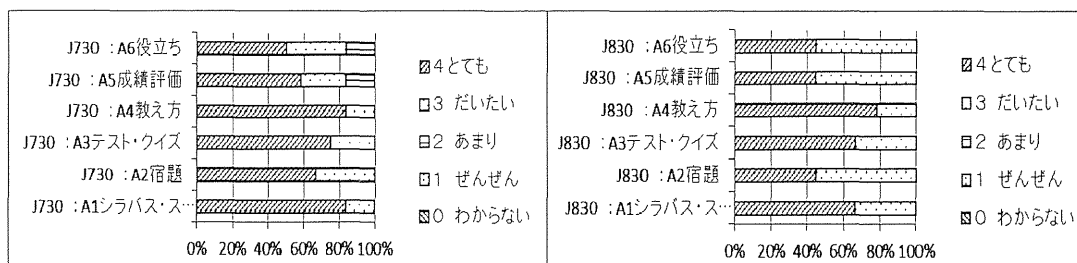 J730 :A6役立ち
J730 :A5成績評価
J730 :A4教え方
J730 :A3テスト・クイズ
J730 :A2宿題
J730 :A1シラバス・ス…
0% 20% 40% 60% 80% 100%
4とても
3 だいたい
2 あまり
1 ぜんぜん
0 わからない
J830 :A6役立ち
J830 :A5成績評価
J830 :A4教え方
J830 :A3テスト・クイズ
J830 :A2宿題
J830 :A1シラバス・ス…
0% 20% 40% 60% 80% 100%
4とても
3 だいたい
2 あまり
1 ぜんぜん
0 わからない